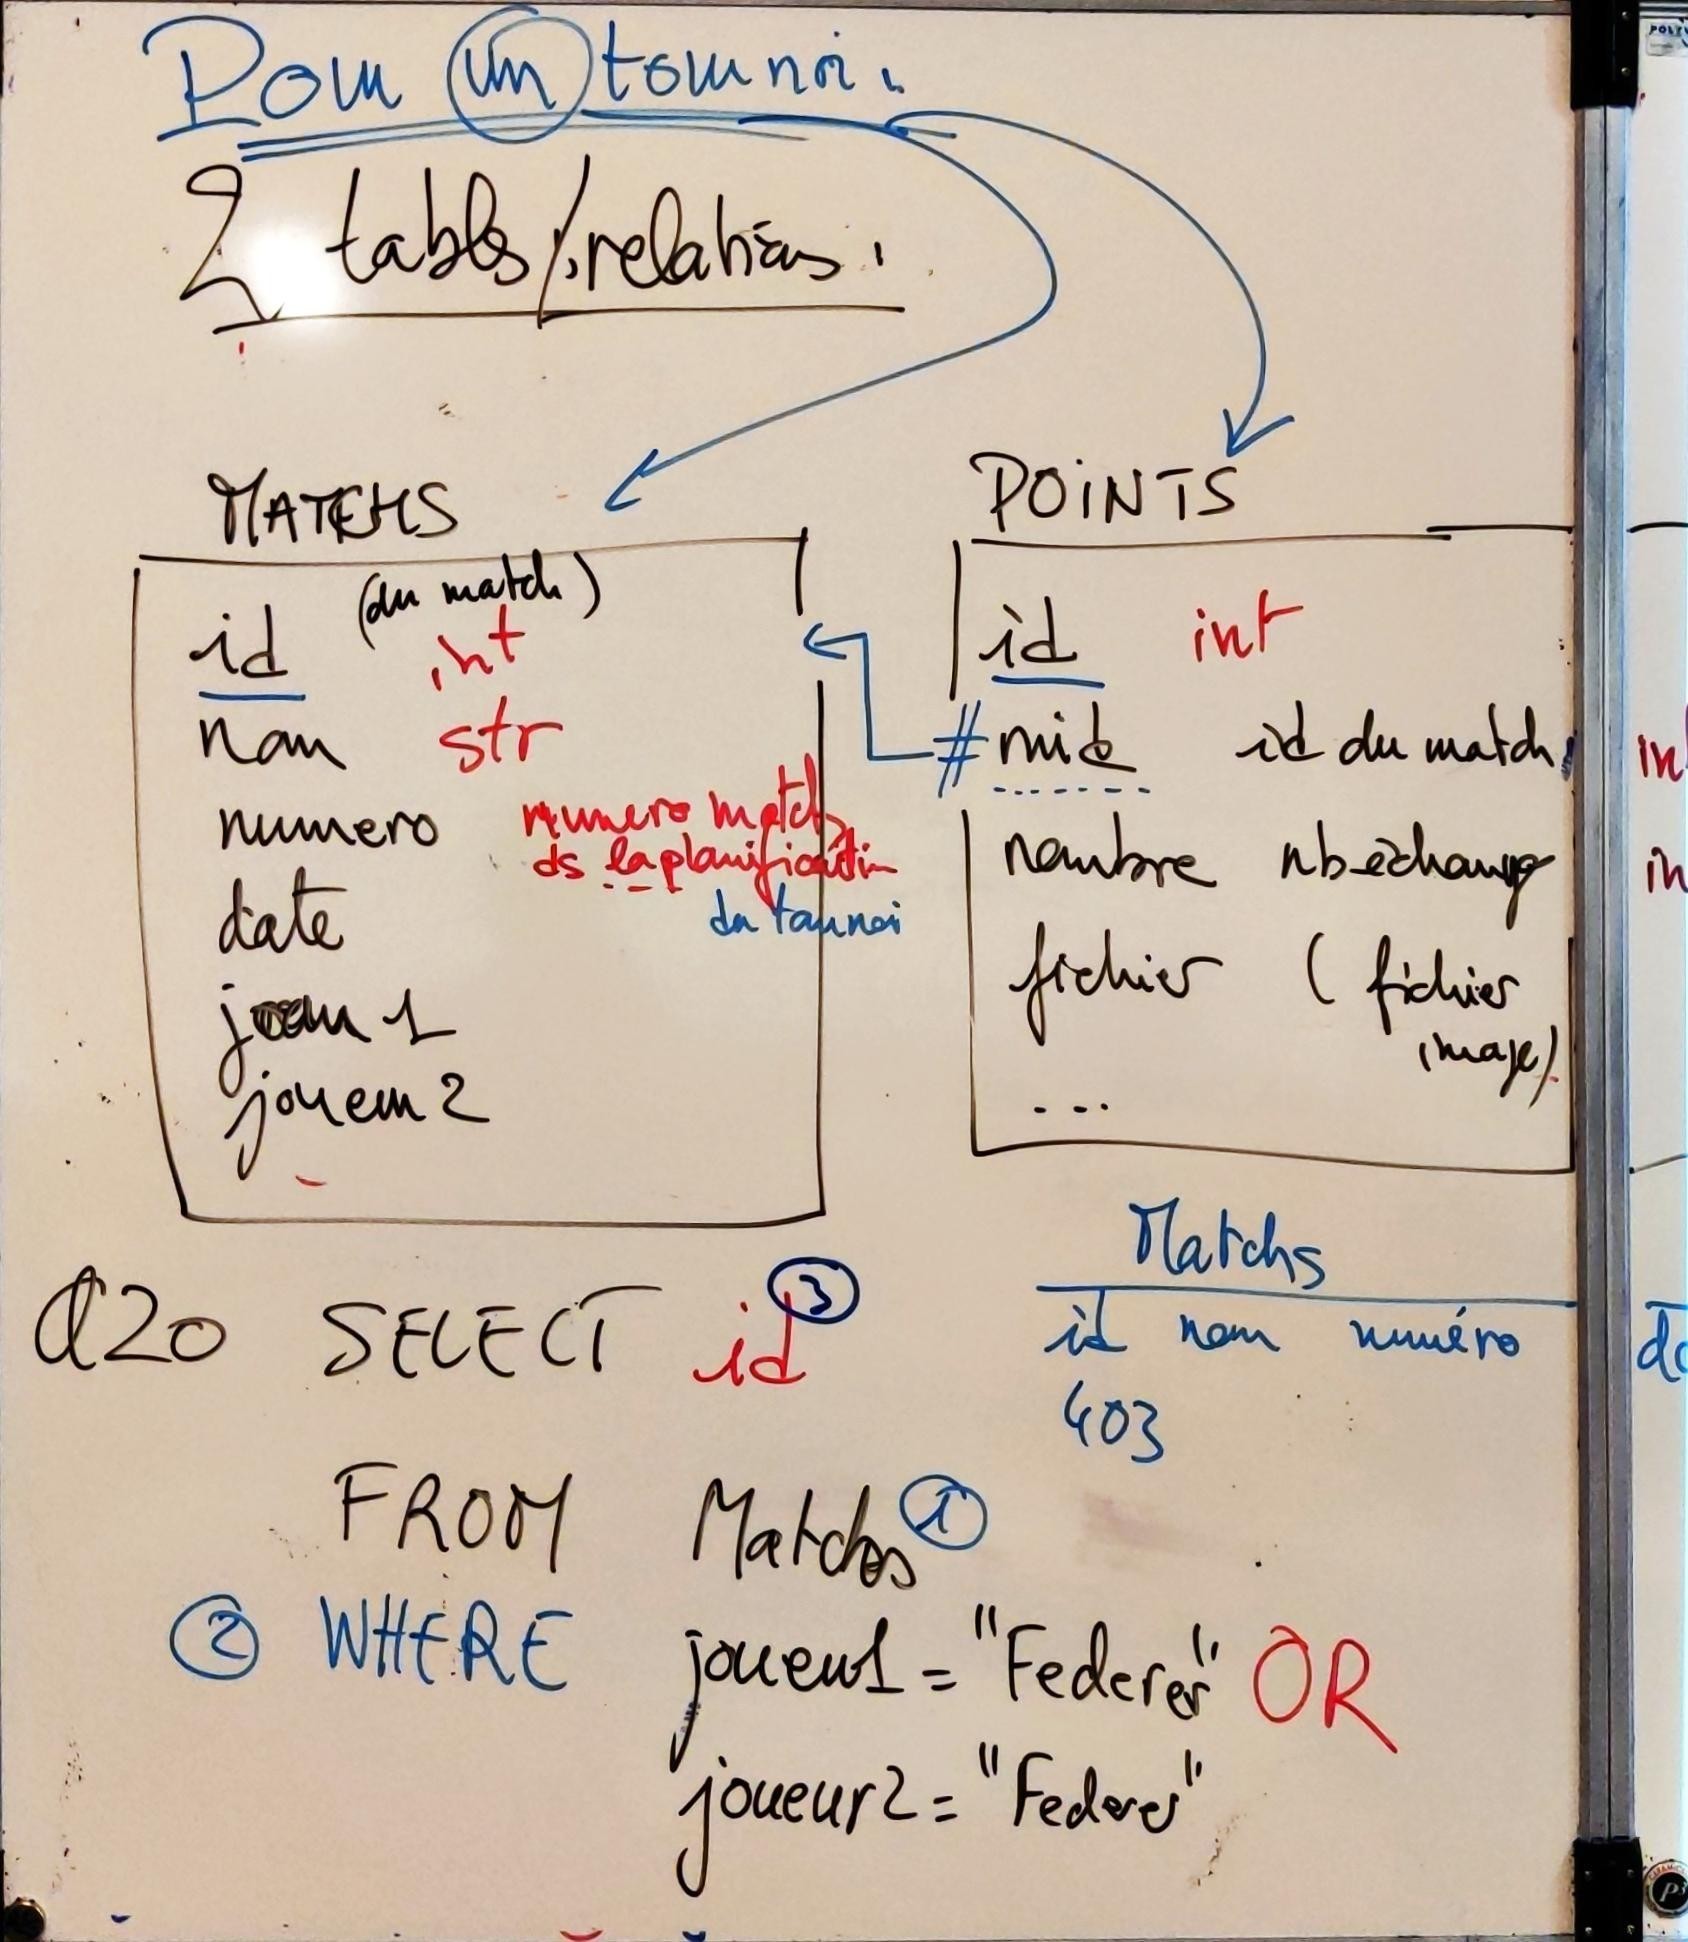 Pour un tournoi.
2 tables/relations.
MATCHS
(du match)
id int
nom str
numero numero match
ds la planification
du tournoi
date
joueur 1
joueur 2
POINTS
id int
# mid id du match
nombre nb échange
fichier (fichier
image)
...
Matchs
id nom numéro
403
Q20 SELECT id ③
FROM Matchs ①
② WHERE joueur1 = "Federer" OR
joueur2 = "Federer"